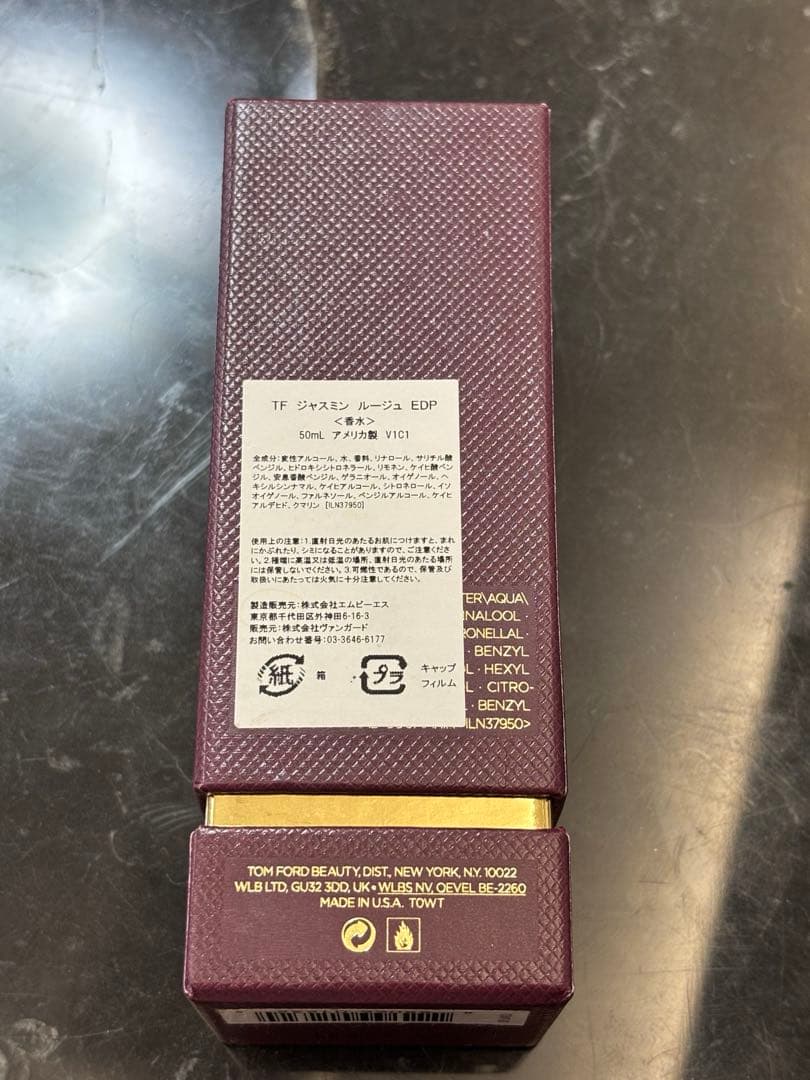 TF ジャスミン ルージュ EDP
＜香水＞
50mL アメリカ製 V1C1
全成分：変性アルコール、水、香料、リナロール、サリチル酸
ベンジル、ヒドロキシシトロネラール、リモネン、ケイヒ酸ベン
ジル、安息香酸ベンジル、ゲラニオール、オイゲノール、ヘ
キシルシンナマル、ケイヒアルコール、シトロネロール、イソ
オイゲノール、ファルネソール、ベンジルアルコール、ケイヒ
アルデヒド、クマリン [ILN37950]
使用上の注意：1.直射日光のあたるお肌につけますと、まれ
にかぶれたり、シミになることがありますので、ご注意くださ
い。2.極端に高温又は低温の場所、直射日光のあたる場所
には保管しないでください。3.可燃性であるので、保管及び
取扱いにあたっては火気に十分注意してください。
製造販売元：株式会社エムピーエス
東京都千代田区外神田6-16-3
販売元：株式会社ヴァンガード
お問い合わせ番号：03-3646-6177
紙 箱 プラ キャップ
フィルム
TER\AQUA\
INALOOL
RONELLAL
· BENZYL
OL · HEXYL
L · CITRO-
· BENZYL
ILN37950>
TOM FORD BEAUTY, DIST., NEW YORK, N.Y. 10022
WLB LTD, GU32 3DD, UK • WLBS NV, OEVEL BE-2260
MADE IN U.S.A. T0WT